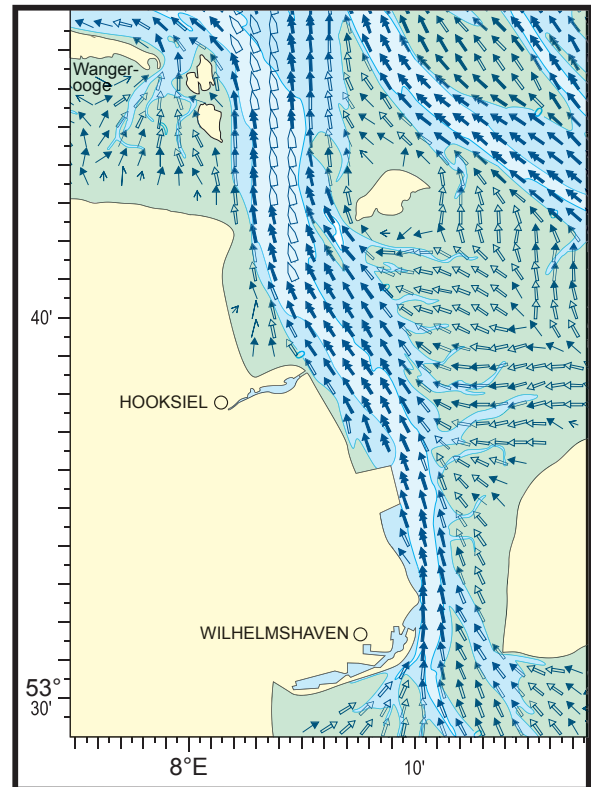 Wanger-
ooge
40'
HOOKSIEL
WILHELMSHAVEN
53°
30'
8°E
10'